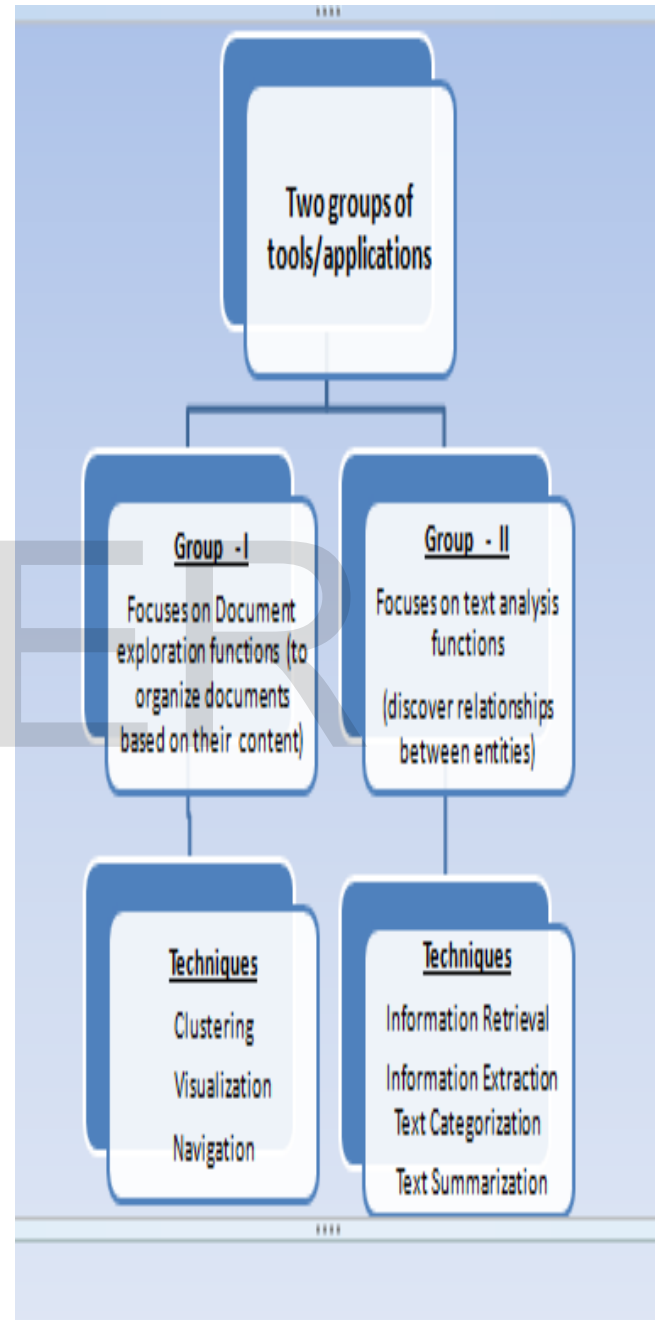 Two groups of
tools/applications
Group - I
Focuses on Document
exploration functions (to
organize documents
based on their content)
Group - II
Focuses on text analysis
functions
(discover relationships
between entities)
Techniques
Clustering
Visualization
Navigation
Techniques
Information Retrieval
Information Extraction
Text Categorization
Text Summarization
ER